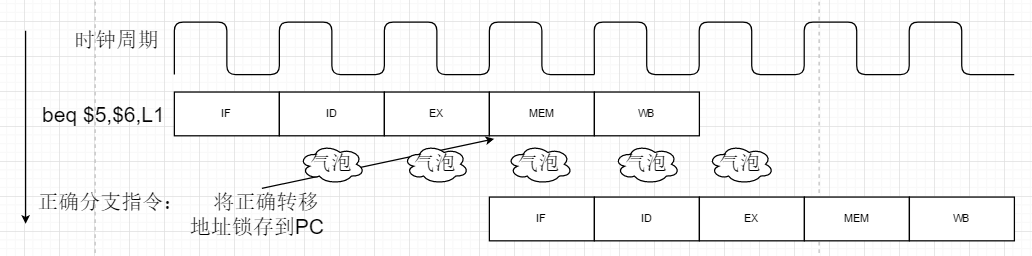 时钟周期
beq $5,$6,L1
IF ID EX MEM WB
气泡 气泡 气泡 气泡 气泡
正确分支指令：
将正确转移
地址锁存到PC
IF ID EX MEM WB